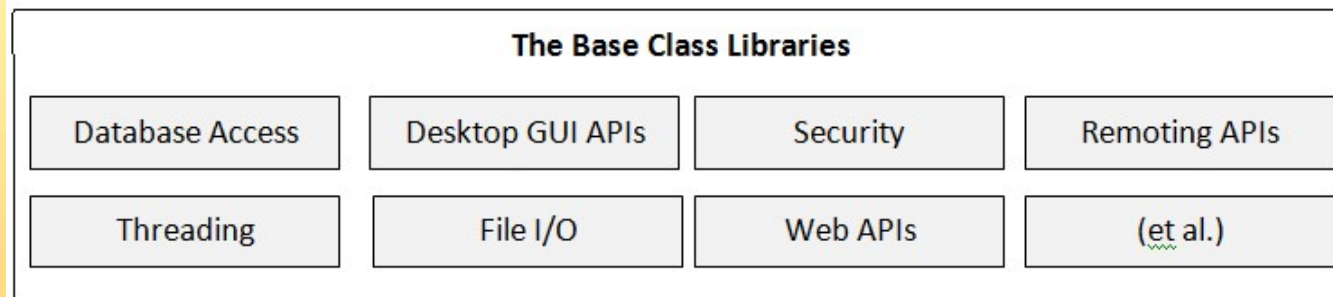 The Base Class Libraries
Database Access Desktop GUI APIs Security Remoting APIs
Threading File I/O Web APIs (et al.)